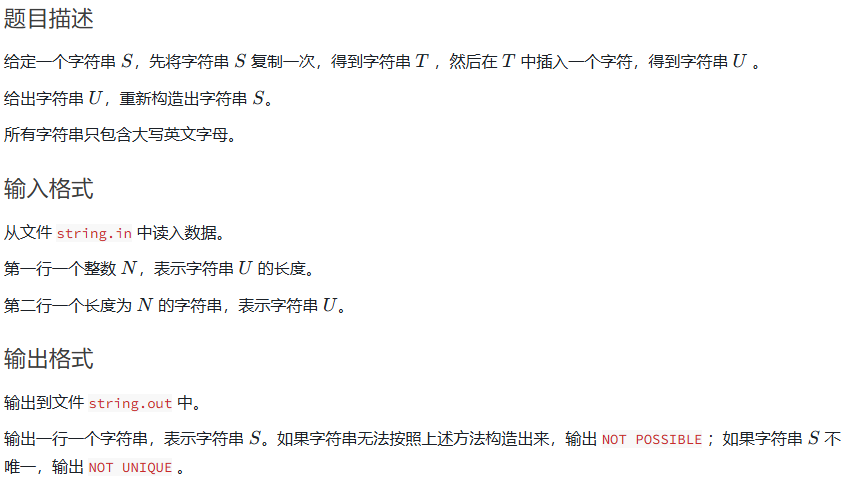 题目描述
给定一个字符串 S，先将字符串 S 复制一次，得到字符串 T ，然后在 T 中插入一个字符，得到字符串 U 。
给出字符串 U，重新构造出字符串 S。
所有字符串只包含大写英文字母。
输入格式
从文件 string.in 中读入数据。
第一行一个整数 N，表示字符串 U 的长度。
第二行一个长度为 N 的字符串，表示字符串 U。
输出格式
输出到文件 string.out 中。
输出一行一个字符串，表示字符串 S。如果字符串无法按照上述方法构造出来，输出 NOT POSSIBLE ；如果字符串 S 不
唯一，输出 NOT UNIQUE 。